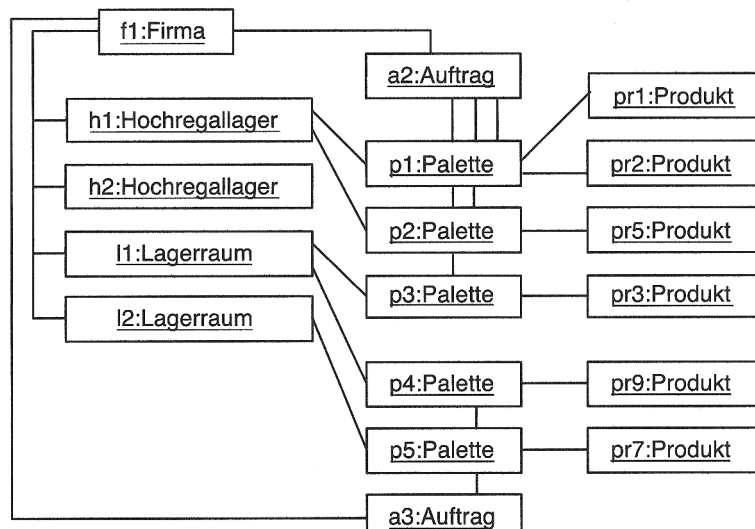 f1:Firma
a2:Auftrag
pr1:Produkt
h1:Hochregallager
p1:Palette
pr2:Produkt
h2:Hochregallager
p2:Palette
pr5:Produkt
l1:Lagerraum
p3:Palette
pr3:Produkt
l2:Lagerraum
p4:Palette
pr9:Produkt
p5:Palette
pr7:Produkt
a3:Auftrag